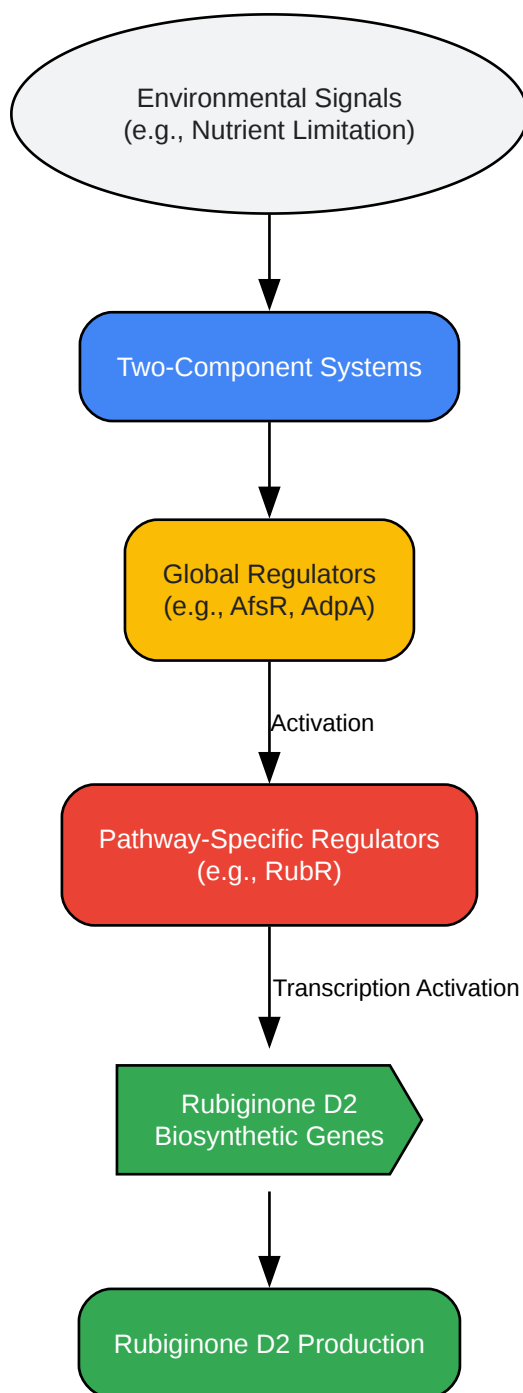 Environmental Signals
(e.g., Nutrient Limitation)
Two-Component Systems
Global Regulators
(e.g., AfsR, AdpA)
Activation
Pathway-Specific Regulators
(e.g., RubR)
Transcription Activation
Rubiginone D2
Biosynthetic Genes
Rubiginone D2 Production